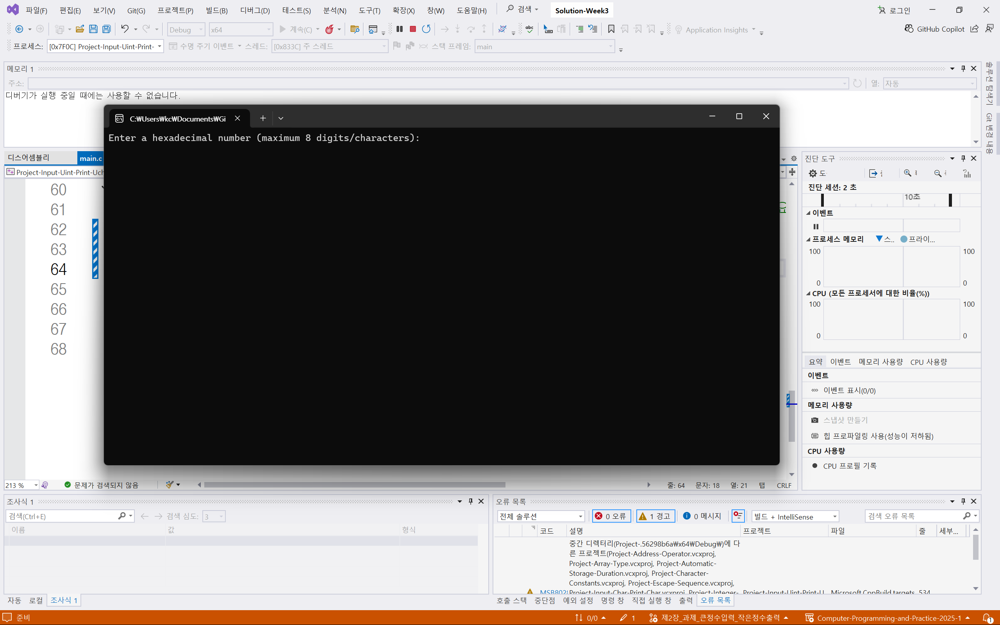 파일(F) 편집(E) 보기(V) Git(G) 프로젝트(P) 빌드(B) 디버그(D) 테스트(S) 분석(N) 도구(T) 확장(X) 창(W) 도움말(H) 검색 Solution-Week3 로그인
Debug x64 계속(C) abc Application Insights GitHub Copilot
프로세스: [0x7F0C] Project-Input-Uint-Print- 수명 주기 이벤트 스레드: [0x833C] 주 스레드 스택 프레임: main
메모리 1
주소: 열: 자동
디버기가 실행 중일 때에는 사용할 수 없습니다.
솔루션 탐색기
Git 변경 내용
C:₩Users₩kc₩Documents₩Gi
Enter a hexadecimal number (maximum 8 digits/characters):
디스어셈블리 main.c
Project-Input-Uint-Print-Uch
60
61
62
63
64
65
66
67
68
진단 도구
도
진단 세션: 2 초
10초
이벤트
프로세스 메모리 스.. 프라이...
100 100
0 0
CPU (모든 프로세서에 대한 비율(%))
100 100
0 0
요약 이벤트 메모리 사용량 CPU 사용량
이벤트
이벤트 표시(0/0)
메모리 사용량
스냅샷 만들기
힙 프로파일링 사용(성능이 저하됨)
CPU 사용량
CPU 프로필 기록
213 % 문제가 검색되지 않음 줄: 64 문자: 18 열: 21 탭 CRLF
조사식 1
검색(Ctrl+E) 검색 심도: 3
이름 값 형식
자동 로컬 조사식 1
오류 목록
전체 솔루션 0 오류 1 경고 0 메시지 빌드 + IntelliSense 검색 오류 목록
코드 설명 프로젝트 파일 줄 세부...
중간 디렉터리(Project-.56298b6a₩x64₩Debug₩)에 다
른 프로젝트(Project-Address-Operator.vcxproj,
Project-Array-Type.vcxproj, Project-Automatic-
Storage-Duration.vcxproj, Project-Character-
Constants.vcxproj, Project-Escape-Sequence.vcxproj,
MSB802 Project-Input-Char-Print-Char.vcxproj, Project-Integer- Project-Input-Uint-Print-U Microsoft.CppBuild.targets 534
호출 스택 중단점 예외 설정 명령 창 직접 실행 창 출력 오류 목록
준비 0/0 1 제2장_과제_큰정수입력_작은정수출력 Computer-Programming-and-Practice-2025-1 1